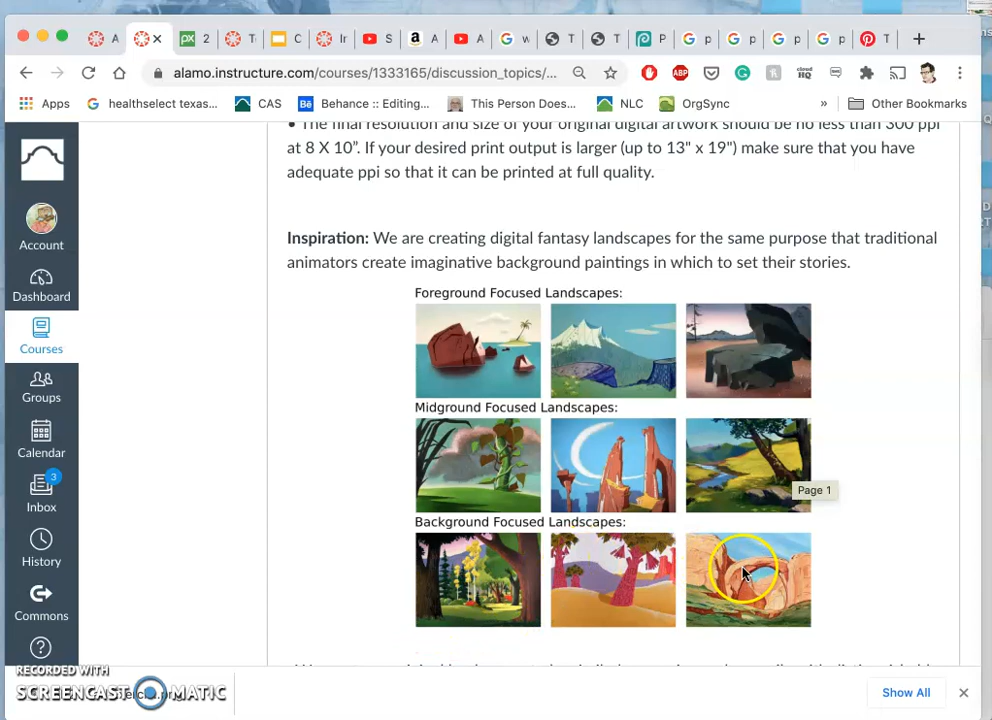 A
2
T
C
Ir
S
A
A
w
T
T
P
p
p
p
p
T
alamo.instructure.com/courses/1333165/discussion_topics/...
ABP
cloud
HQ
Apps
healthselect texas...
CAS
Behance :: Editing...
This Person Does...
NLC
OrgSync
»
Other Bookmarks
Account
Dashboard
Courses
Groups
Calendar
3
Inbox
History
Commons
• The final resolution and size of your original digital artwork should be no less than 300 ppi
at 8 X 10”. If your desired print output is larger (up to 13" x 19") make sure that you have
adequate ppi so that it can be printed at full quality.
Inspiration: We are creating digital fantasy landscapes for the same purpose that traditional
animators create imaginative background paintings in which to set their stories.
Foreground Focused Landscapes:
Midground Focused Landscapes:
Page 1
Background Focused Landscapes:
RECORDED WITH
SCREENCAST MATIC
Show All